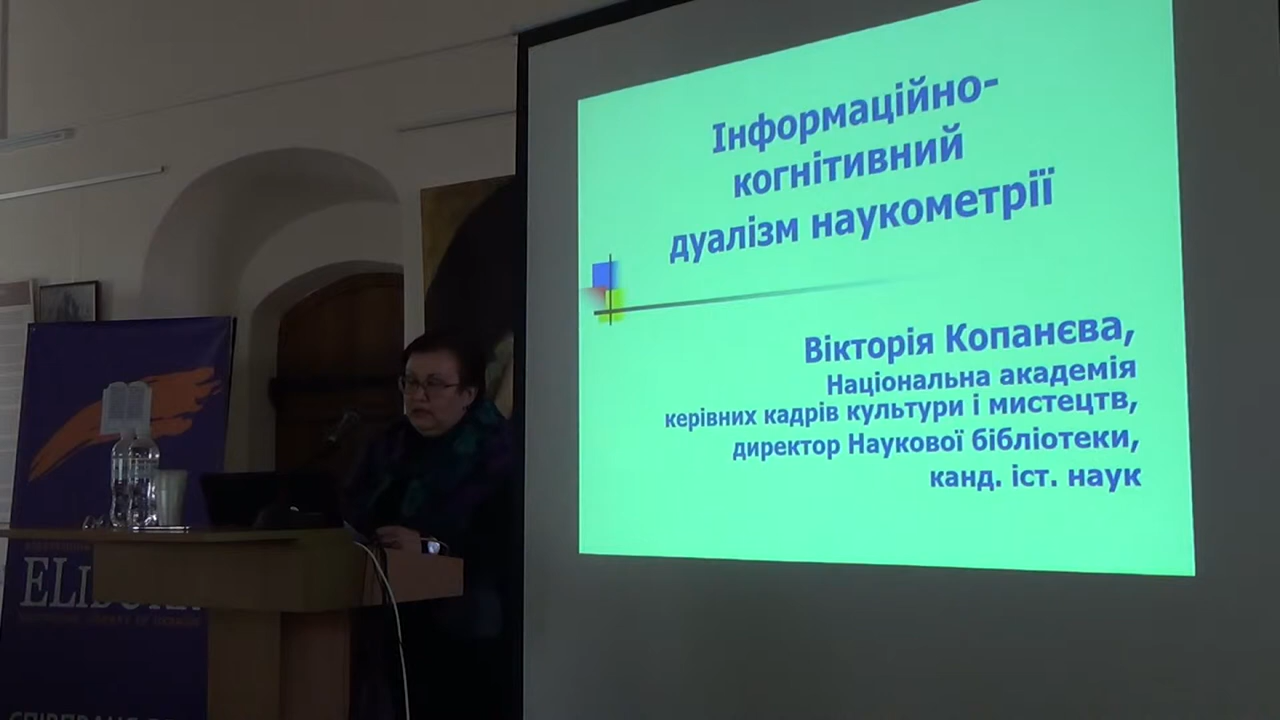 Інформаційно-
когнітивний
дуалізм наукометрії
Вікторія Копанєва,
Національна академія
керівних кадрів культури і мистецтв,
директор Наукової бібліотеки,
канд. іст. наук